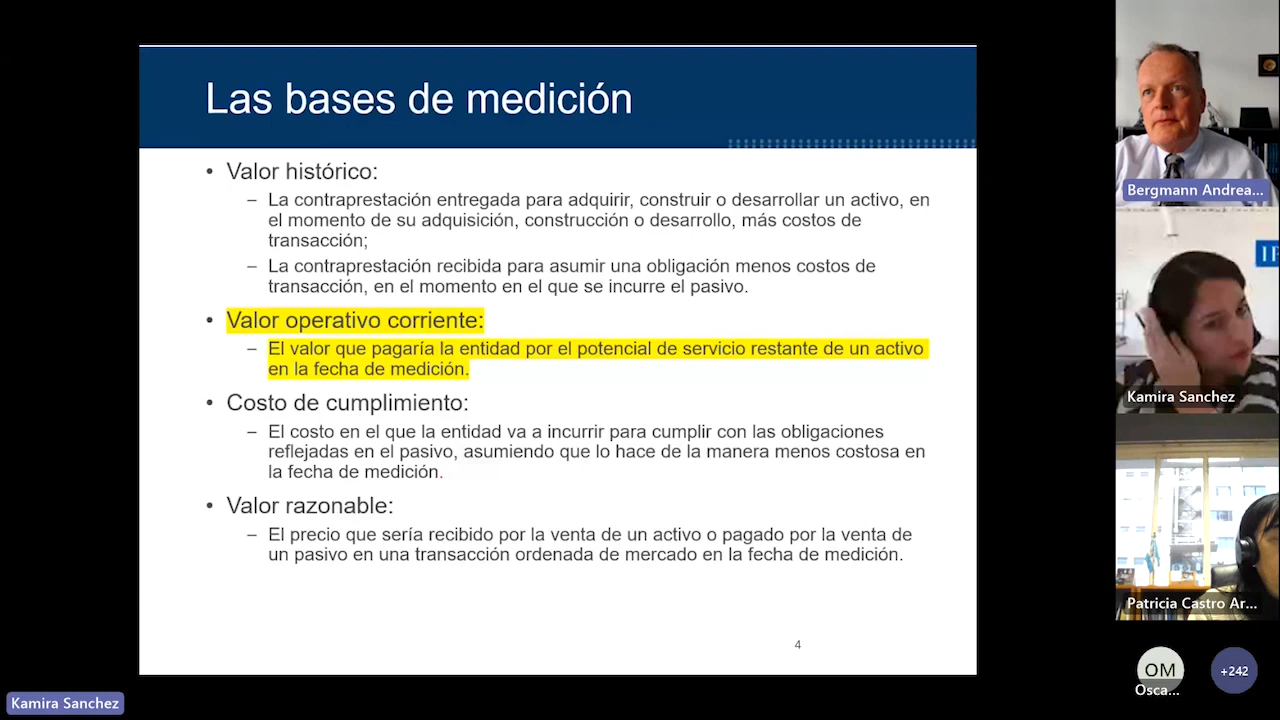 Las bases de medición
• Valor histórico:
– La contraprestación entregada para adquirir, construir o desarrollar un activo, en
el momento de su adquisición, construcción o desarrollo, más costos de
transacción;
– La contraprestación recibida para asumir una obligación menos costos de
transacción, en el momento en el que se incurre el pasivo.
• Valor operativo corriente:
– El valor que pagaría la entidad por el potencial de servicio restante de un activo
en la fecha de medición.
• Costo de cumplimiento:
– El costo en el que la entidad va a incurrir para cumplir con las obligaciones
reflejadas en el pasivo, asumiendo que lo hace de la manera menos costosa en
la fecha de medición.
• Valor razonable:
– El precio que sería recibido por la venta de un activo o pagado por la venta de
un pasivo en una transacción ordenada de mercado en la fecha de medición.
4
Bergmann Andrea...
Kamira Sanchez
Patricia Castro Ar...
OM
Osca...
+242
Kamira Sanchez